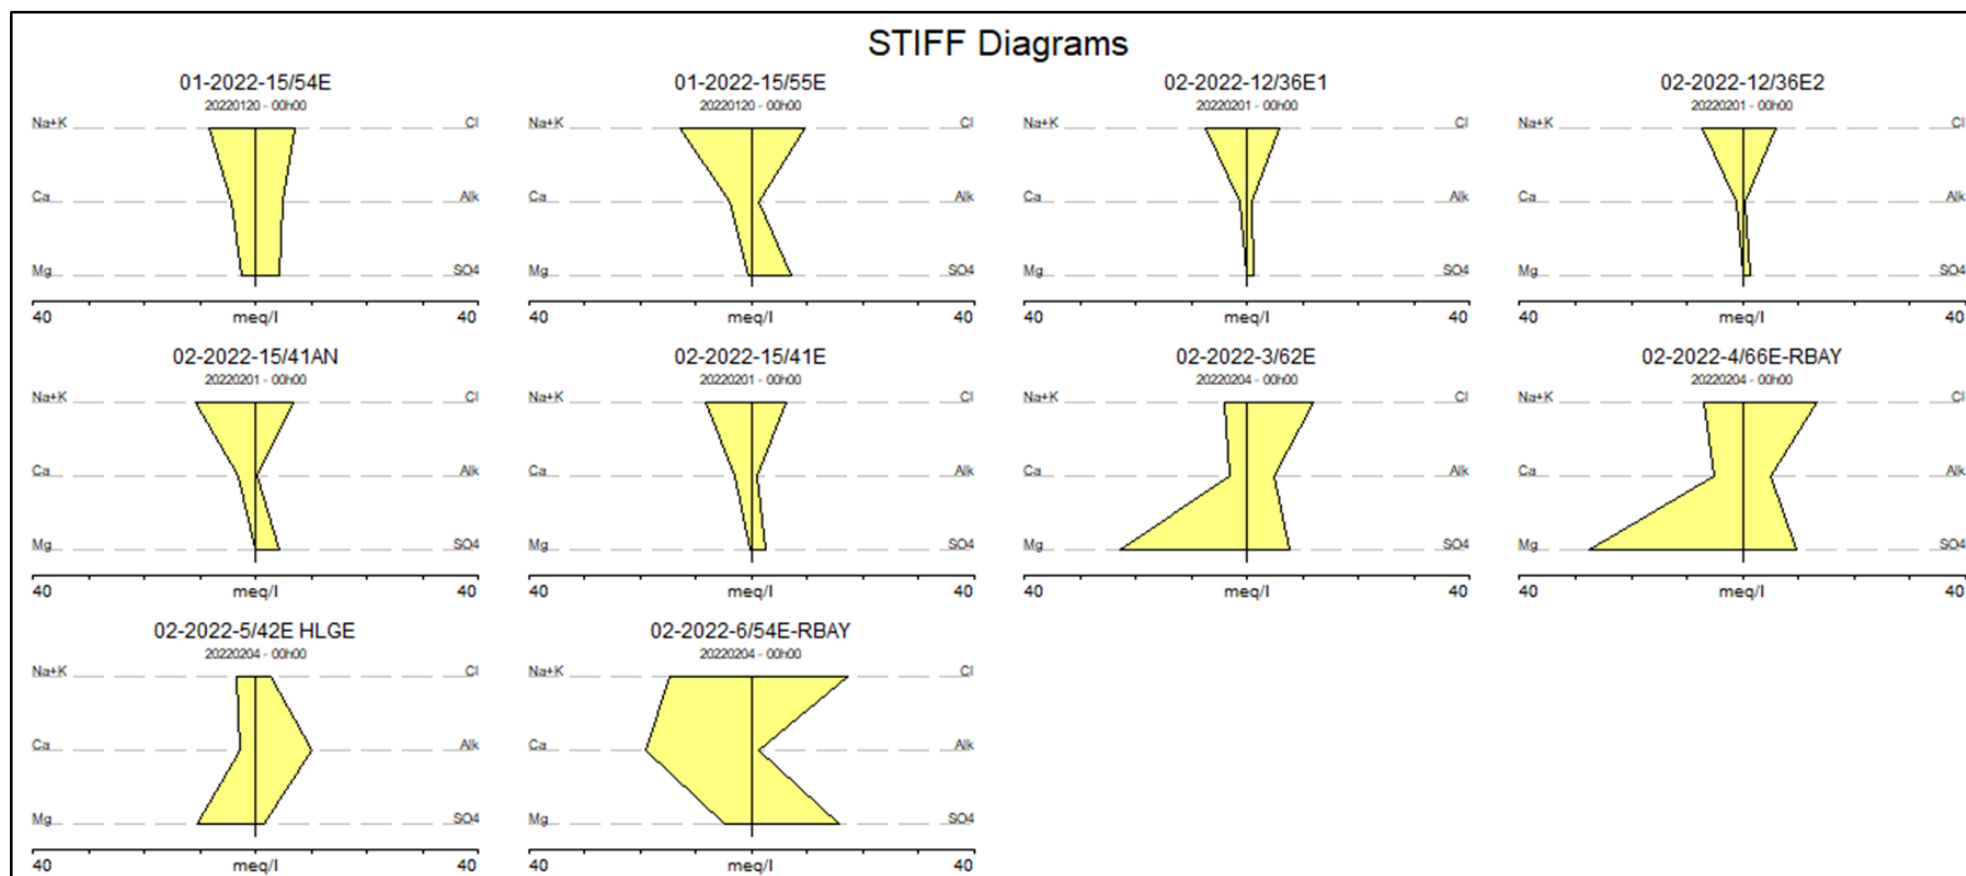 STIFF Diagrams
01-2022-15/54E
20220120 - 00h00
Na+K Cl
Ca Alk
Mg SO4
40 meq/l 40
01-2022-15/55E
20220120 - 00h00
Na+K Cl
Ca Alk
Mg SO4
40 meq/l 40
02-2022-12/36E1
20220201 - 00h00
Na+K Cl
Ca Alk
Mg SO4
40 meq/l 40
02-2022-12/36E2
20220201 - 00h00
Na+K Cl
Ca Alk
Mg SO4
40 meq/l 40
02-2022-15/41AN
20220201 - 00h00
Na+K Cl
Ca Alk
Mg SO4
40 meq/l 40
02-2022-15/41E
20220201 - 00h00
Na+K Cl
Ca Alk
Mg SO4
40 meq/l 40
02-2022-3/62E
20220204 - 00h00
Na+K Cl
Ca Alk
Mg SO4
40 meq/l 40
02-2022-4/66E-RBAY
20220204 - 00h00
Na+K Cl
Ca Alk
Mg SO4
40 meq/l 40
02-2022-5/42E HLGE
20220204 - 00h00
Na+K Cl
Ca Alk
Mg SO4
40 meq/l 40
02-2022-6/54E-RBAY
20220204 - 00h00
Na+K Cl
Ca Alk
Mg SO4
40 meq/l 40